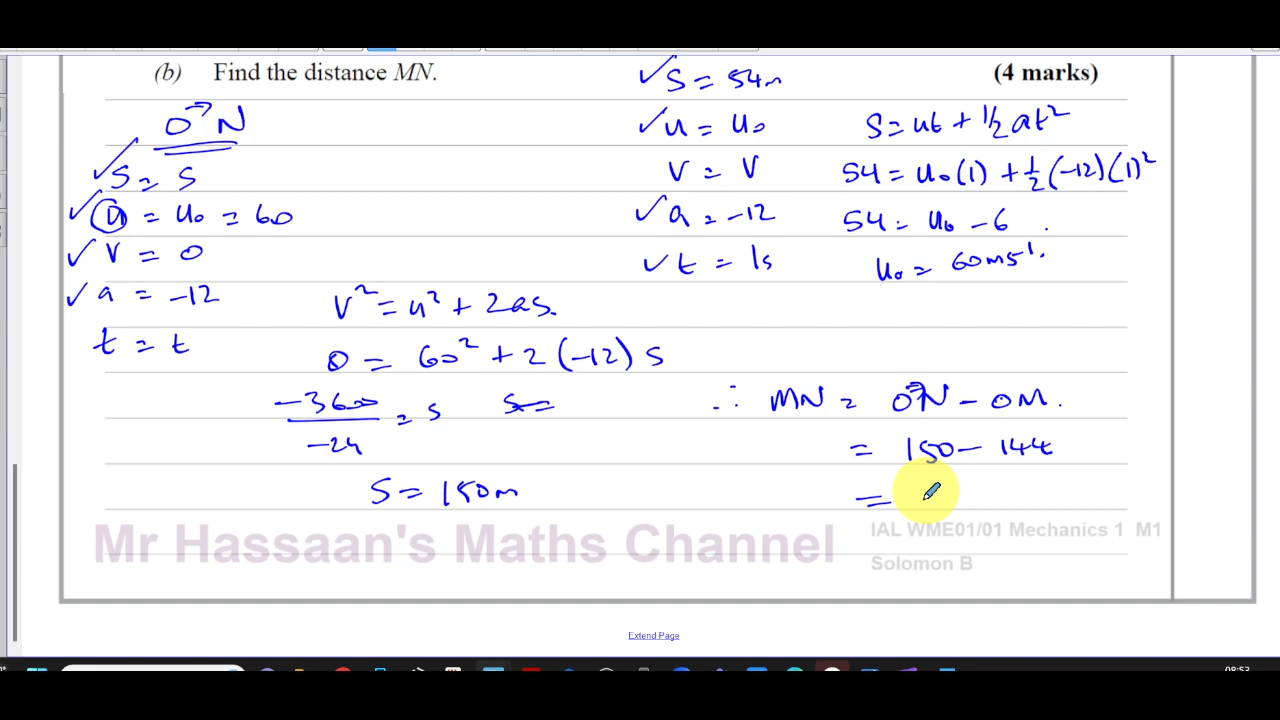 (b) Find the distance MN.
(4 marks)
O→N
S = S
u = u₀ = 60
v = 0
a = -12
t = t
v² = u² + 2as.
0 = 60² + 2(-12) s
-3600/-24 = s
s =
S = 150m
✓ S = 54m
✓ u = u₀
v = v
✓ a = -12
✓ t = 1s
S = ut + ½at²
54 = u₀(1) + ½(-12)(1)²
54 = u₀ - 6
u₀ = 60ms⁻¹.
∴ MN = O→N - OM.
= 150 - 144
=
Mr Hassaan's Maths Channel
IAL WME01/01 Mechanics 1 M1
Solomon B
Extend Page
08:53